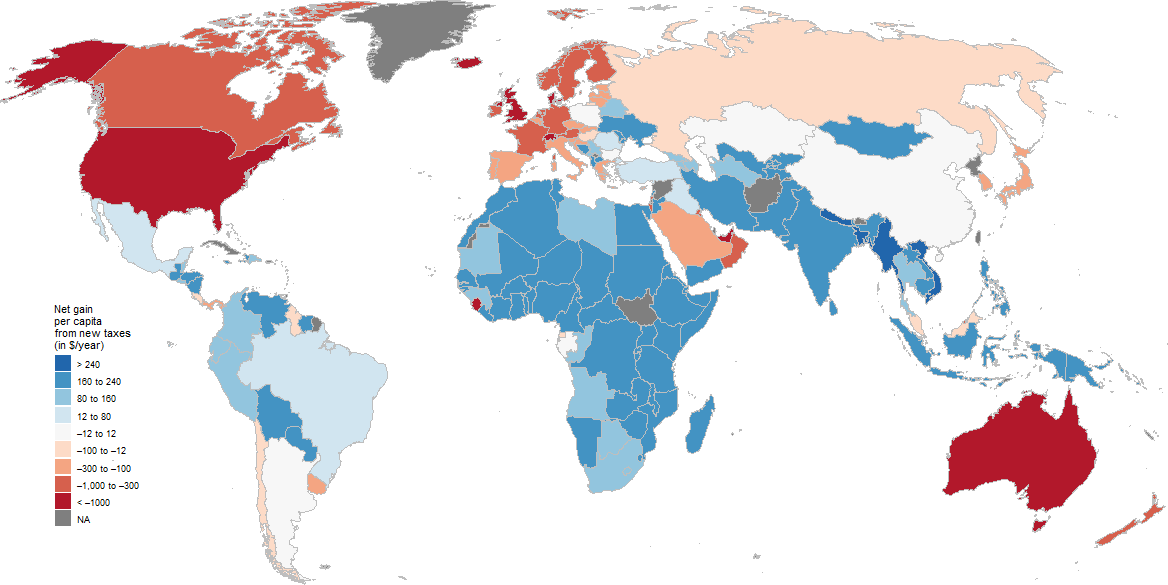 Net gain
per capita
from new taxes
(in $/year)
> 240
160 to 240
80 to 160
12 to 80
–12 to 12
–100 to –12
–300 to –100
–1,000 to –300
< –1000
NA